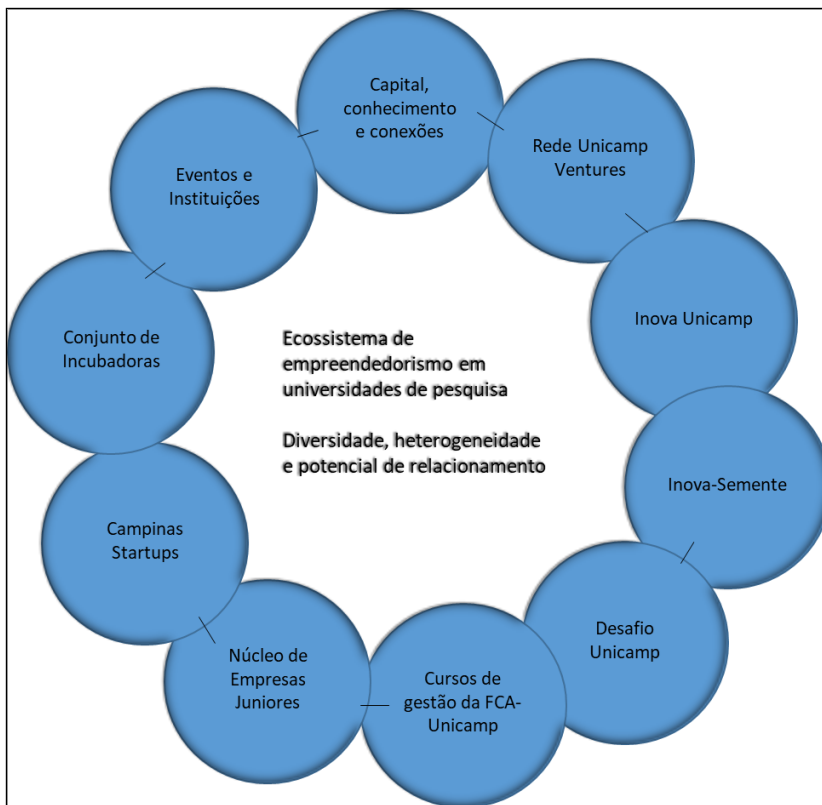 Capital,
conhecimento
e conexões
Rede Unicamp
Ventures
Inova Unicamp
Inova-Semente
Desafio
Unicamp
Cursos de
gestão da FCA-
Unicamp
Núcleo de
Empresas
Juniores
Campinas
Startups
Conjunto de
Incubadoras
Eventos e
Instituições
Ecossistema de
empreendedorismo em
universidades de pesquisa
Diversidade, heterogeneidade
e potencial de relacionamento